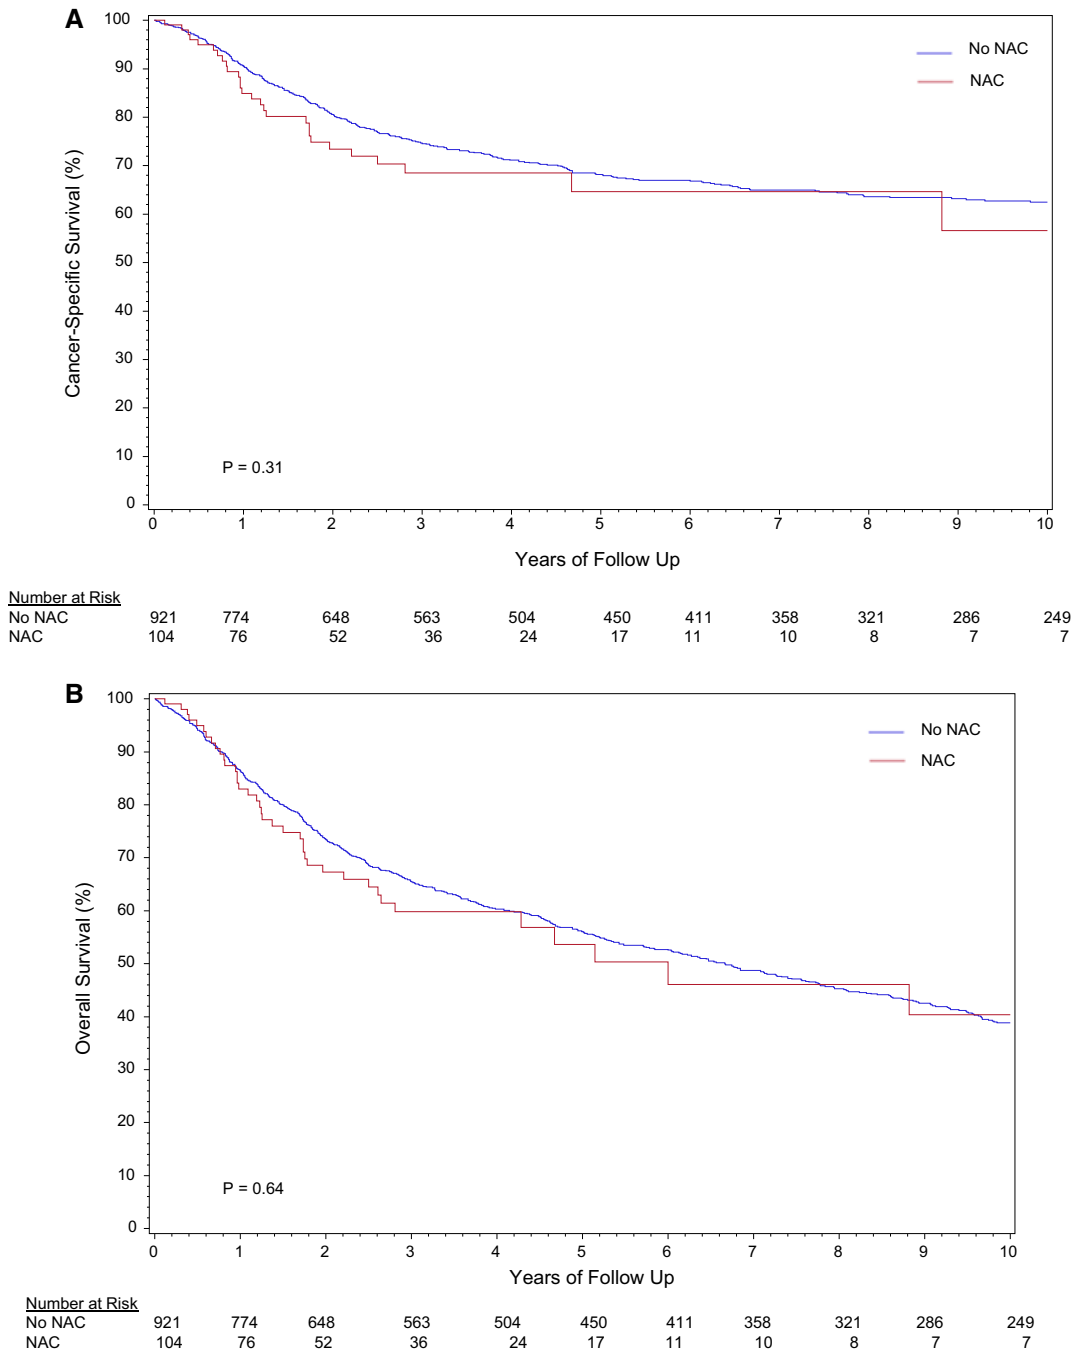 A
100
90
80
70
60
50
40
30
20
10
0
Cancer-Specific Survival (%)
No NAC
NAC
P = 0.31
0 1 2 3 4 5 6 7 8 9 10
Years of Follow Up
Number at Risk
No NAC 921 774 648 563 504 450 411 358 321 286 249
NAC 104 76 52 36 24 17 11 10 8 7 7
B
100
90
80
70
60
50
40
30
20
10
0
Overall Survival (%)
No NAC
NAC
P = 0.64
0 1 2 3 4 5 6 7 8 9 10
Years of Follow Up
Number at Risk
No NAC 921 774 648 563 504 450 411 358 321 286 249
NAC 104 76 52 36 24 17 11 10 8 7 7